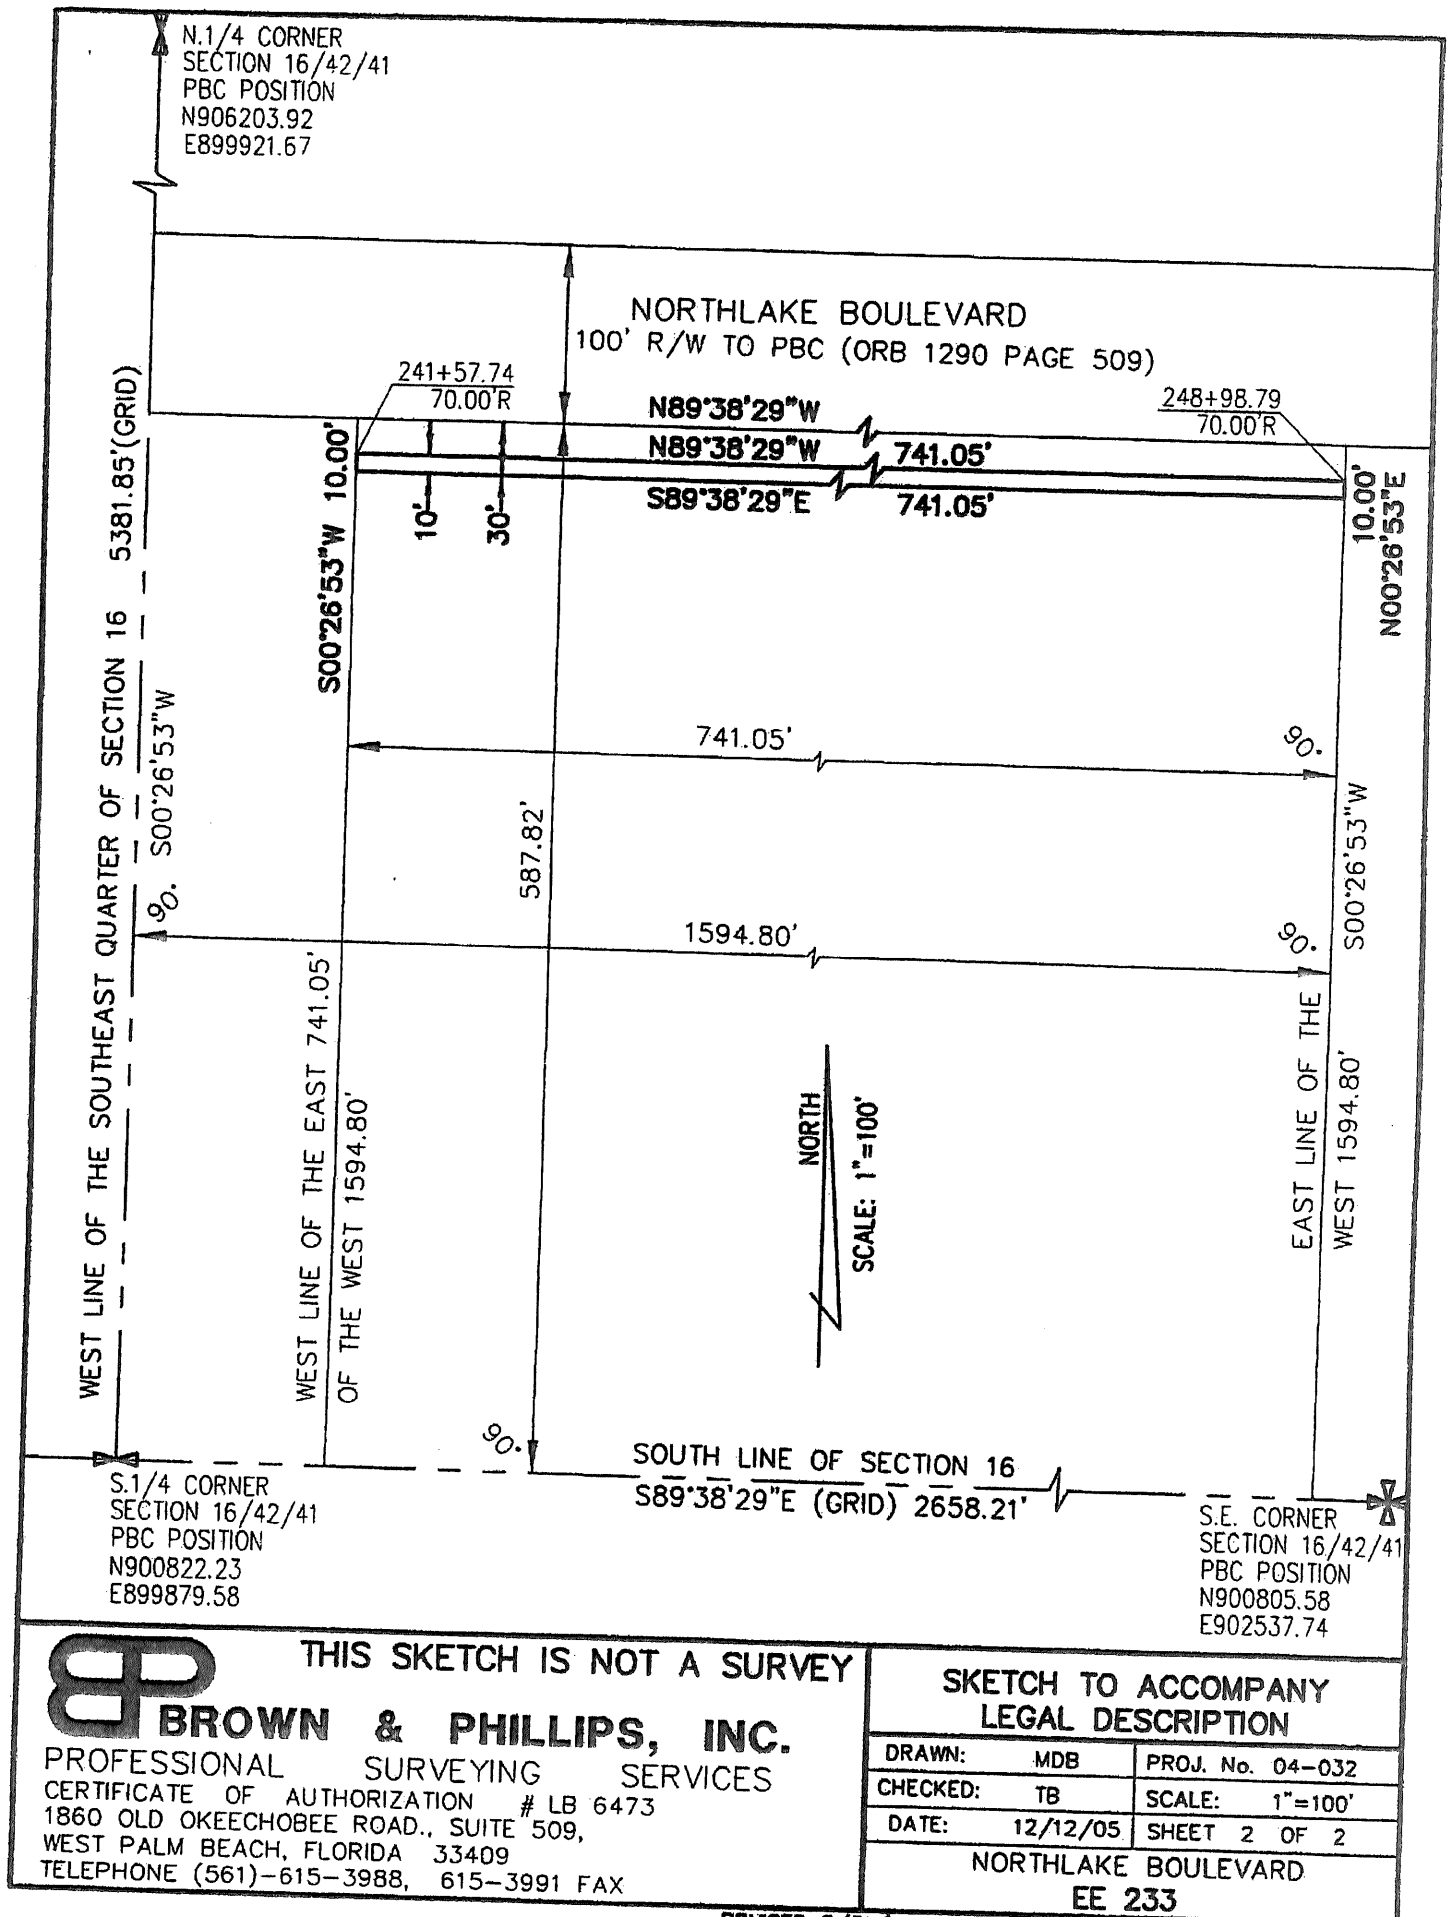 N.1/4 CORNER
SECTION 16/42/41
PBC POSITION
N906203.92
E899921.67
NORTHLAKE BOULEVARD
100' R/W TO PBC (ORB 1290 PAGE 509)
241+57.74
70.00'R
248+98.79
70.00'R
N89°38'29"W
N89°38'29"W 741.05'
S89°38'29"E 741.05'
10'
30'
S00°26'53"W 10.00'
10.00'
N00°26'53"E
WEST LINE OF THE SOUTHEAST QUARTER OF SECTION 16 5381.85'(GRID)
S00°26'53"W
90°
741.05'
90°
587.82'
S00°26'53"W
1594.80'
90°
WEST LINE OF THE EAST 741.05'
OF THE WEST 1594.80'
EAST LINE OF THE
WEST 1594.80'
NORTH
SCALE: 1"=100'
90°
SOUTH LINE OF SECTION 16
S89°38'29"E (GRID) 2658.21'
S.1/4 CORNER
SECTION 16/42/41
PBC POSITION
N900822.23
E899879.58
S.E. CORNER
SECTION 16/42/41
PBC POSITION
N900805.58
E902537.74
THIS SKETCH IS NOT A SURVEY
BP
BROWN & PHILLIPS, INC.
PROFESSIONAL SURVEYING SERVICES
CERTIFICATE OF AUTHORIZATION # LB 6473
1860 OLD OKEECHOBEE ROAD., SUITE 509,
WEST PALM BEACH, FLORIDA 33409
TELEPHONE (561)-615-3988, 615-3991 FAX
SKETCH TO ACCOMPANY
LEGAL DESCRIPTION
DRAWN: MDB PROJ. No. 04-032
CHECKED: TB SCALE: 1"=100'
DATE: 12/12/05 SHEET 2 OF 2
NORTHLAKE BOULEVARD
EE 233